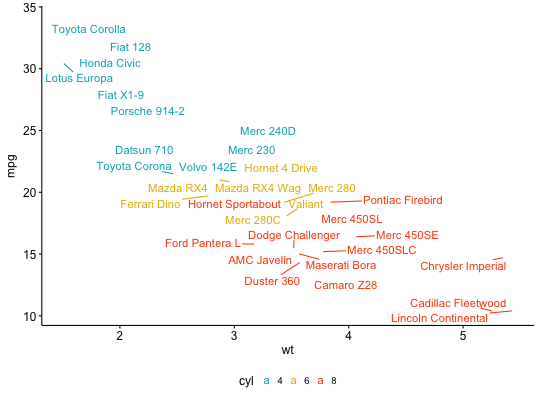 35
Toyota Corolla
Fiat 128
Honda Civic
30
Lotus Europa
Fiat X1-9
Porsche 914-2
25
Merc 240D
Datsun 710 Merc 230
Toyota Corona Volvo 142E Hornet 4 Drive
mpg
20
Mazda RX4 Mazda RX4 Wag Merc 280
Ferrari Dino Hornet Sportabout Valiant Pontiac Firebird
Merc 280C Merc 450SL
Dodge Challenger Merc 450SE
Ford Pantera L Merc 450SLC
15
AMC Javelin Maserati Bora Chrysler Imperial
Duster 360 Camaro Z28
Cadillac Fleetwood
10
Lincoln Continental
2 3 4 5
wt
cyl a 4 a 6 a 8